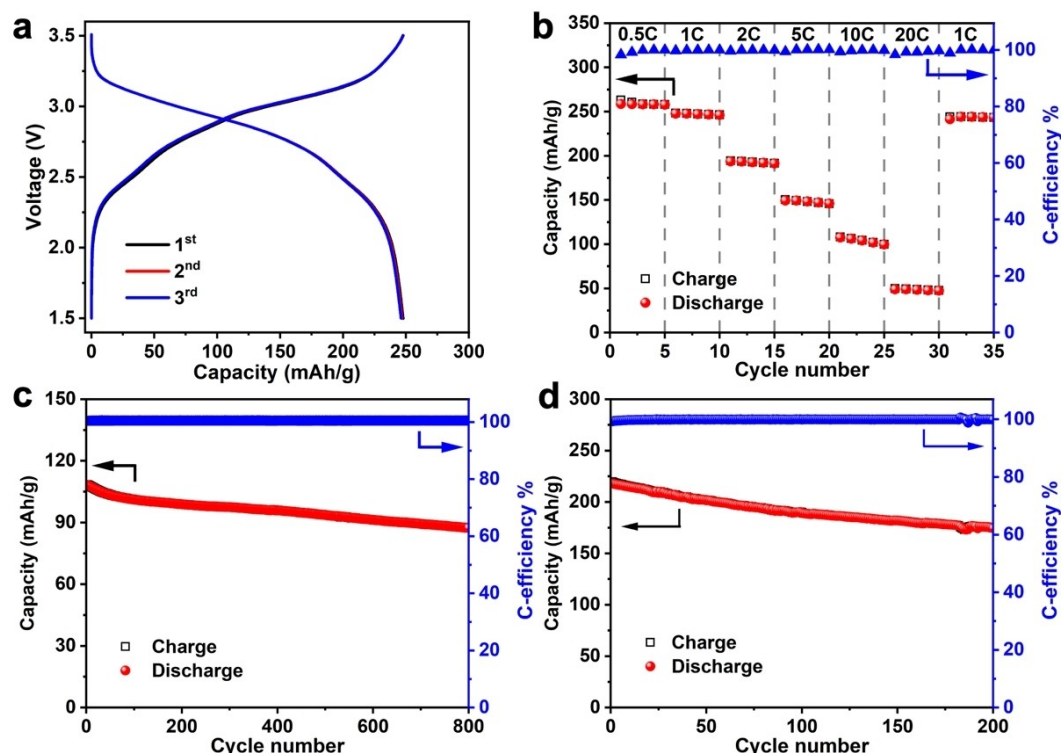 a
Voltage (V)
3.5
3.0
2.5
2.0
1.5
1st
2nd
3rd
0 50 100 150 200 250 300
Capacity (mAh/g)
b
Capacity (mAh/g)
350
300
250
200
150
100
50
0
0.5C 1C 2C 5C 10C 20C 1C
Charge
Discharge
100
80
60
40
20
0
C-efficiency %
0 5 10 15 20 25 30 35
Cycle number
c
Capacity (mAh/g)
150
120
90
60
30
0
Charge
Discharge
100
80
60
40
20
0
C-efficiency %
0 200 400 600 800
Cycle number
d
Capacity (mAh/g)
300
250
200
150
100
50
0
Charge
Discharge
100
80
60
40
20
0
C-efficiency %
0 50 100 150 200
Cycle number